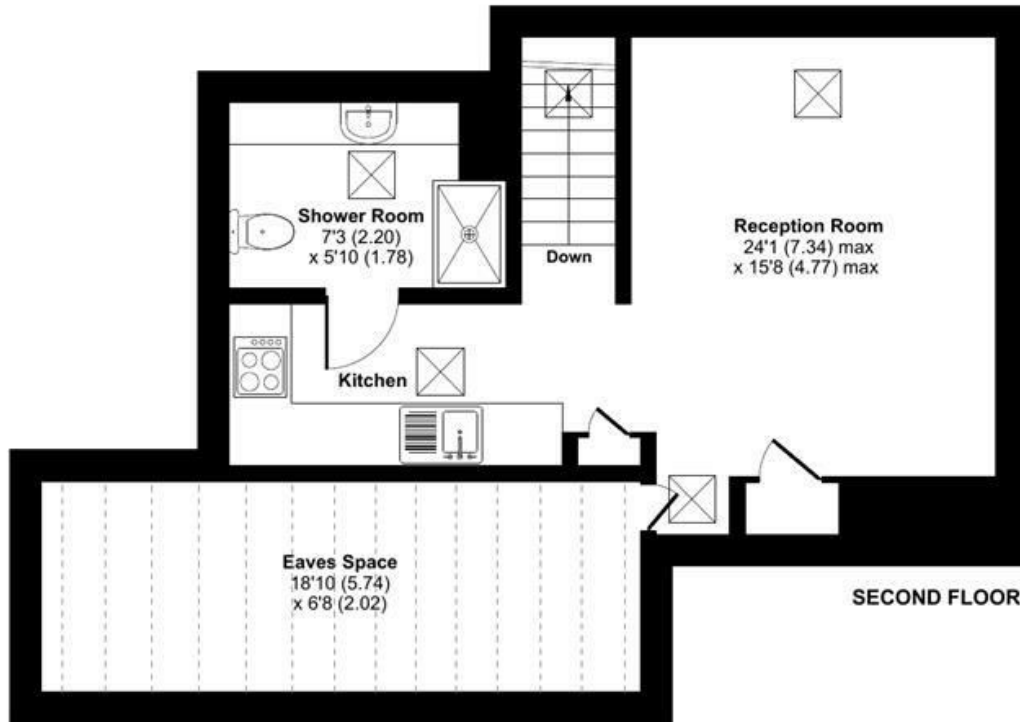 Shower Room
7'3 (2.20)
x 5'10 (1.78)
Down
Reception Room
24'1 (7.34) max
x 15'8 (4.77) max
Kitchen
Eaves Space
18'10 (5.74)
x 6'8 (2.02)
SECOND FLOOR